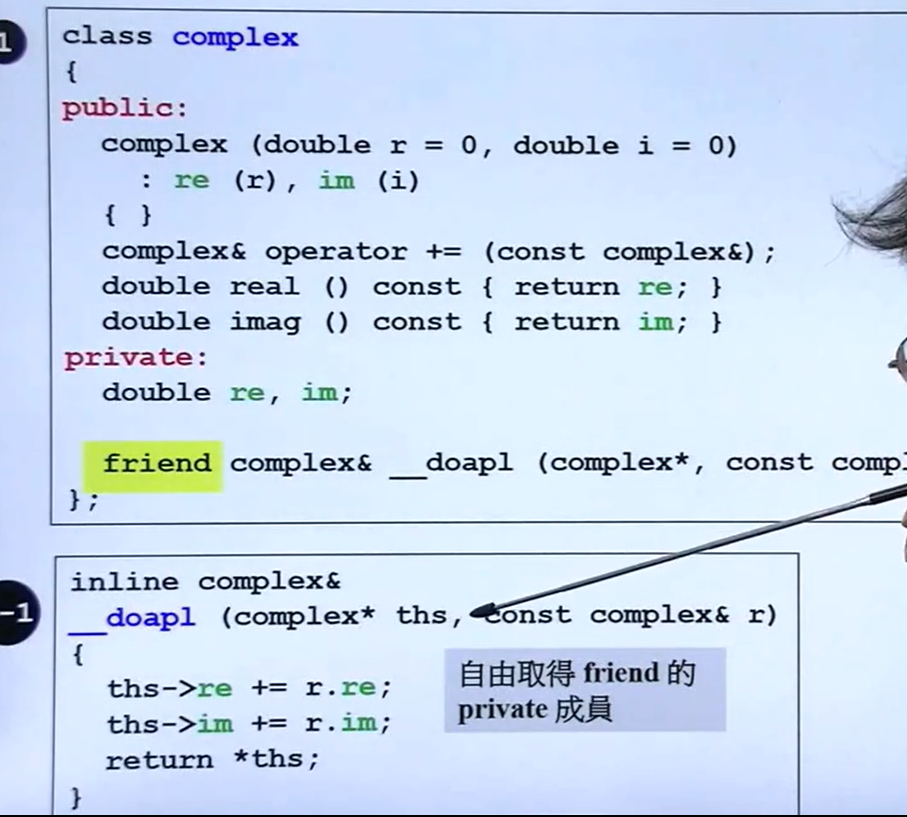 1
class complex
{
public:
complex (double r = 0, double i = 0)
: re (r), im (i)
{ }
complex& operator += (const complex&);
double real () const { return re; }
double imag () const { return im; }
private:
double re, im;
friend complex& __doapl (complex*, const compl
};
-1
inline complex&
__doapl (complex* ths, const complex& r)
{
ths->re += r.re;
ths->im += r.im;
return *ths;
}
自由取得 friend 的
private 成員